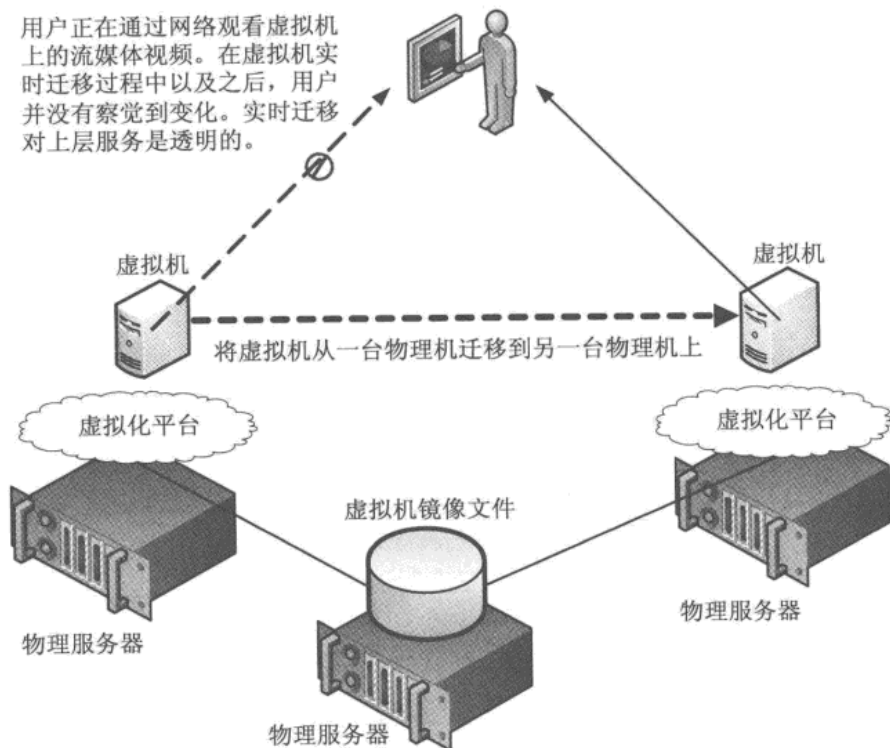 用户正在通过网络观看虚拟机
上的流媒体视频。在虚拟机实
时迁移过程中以及之后，用户
并没有察觉到变化。实时迁移
对上层服务是透明的。
虚拟机
虚拟机
将虚拟机从一台物理机迁移到另一台物理机上
虚拟化平台
虚拟化平台
虚拟机镜像文件
物理服务器
物理服务器
物理服务器